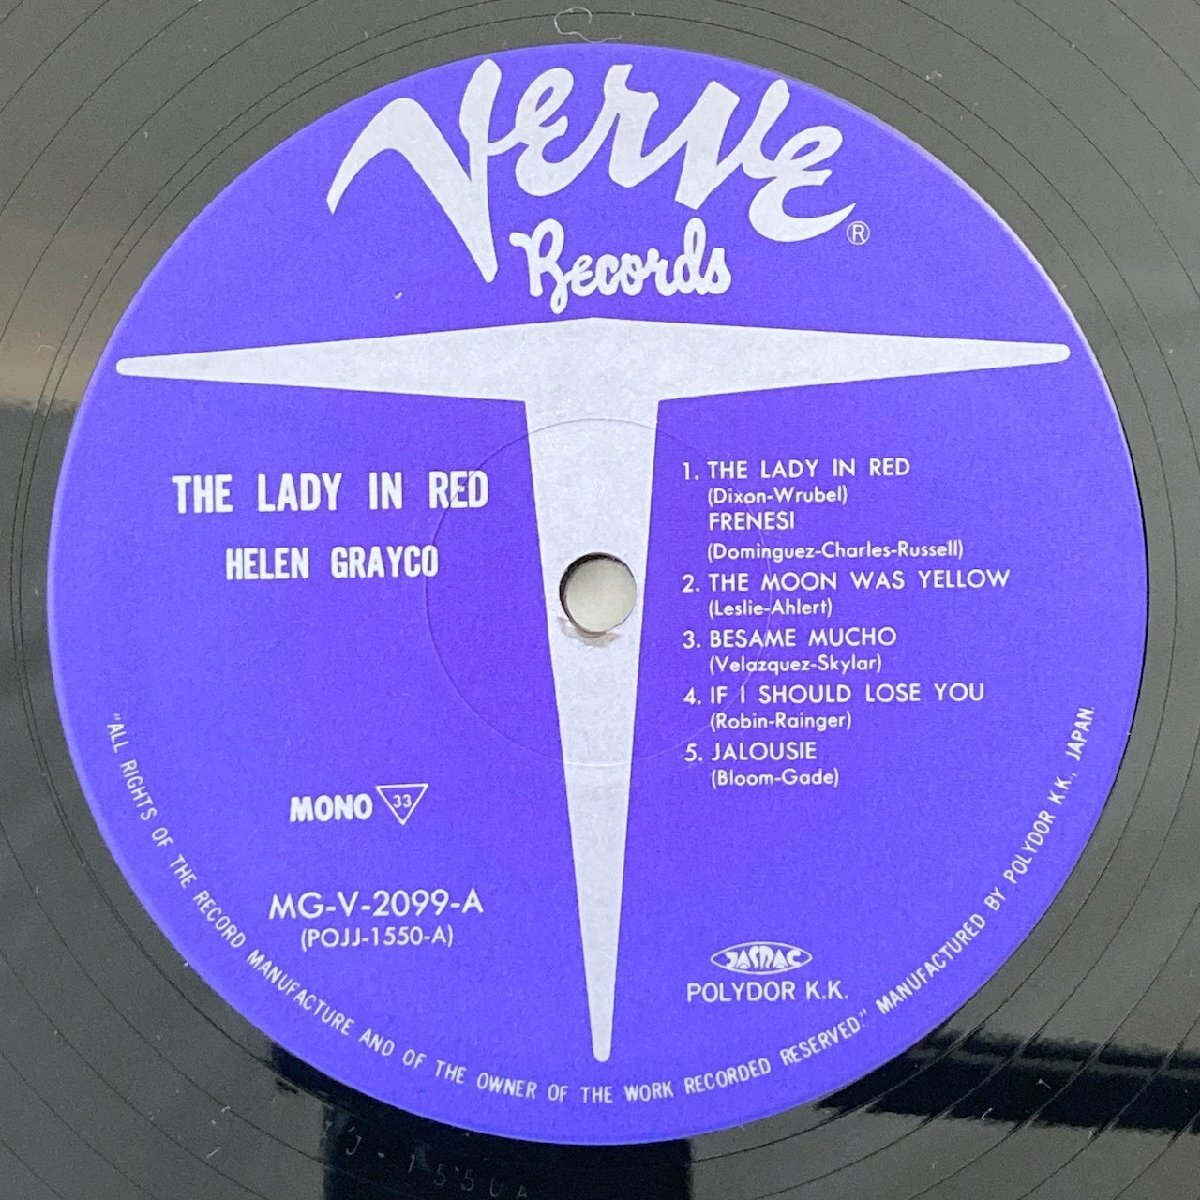 Verve
Records ®
THE LADY IN RED
HELEN GRAYCO
1. THE LADY IN RED
(Dixon-Wrubel)
FRENESI
(Dominguez-Charles-Russell)
2. THE MOON WAS YELLOW
(Leslie-Ahlert)
3. BESAME MUCHO
(Velazquez-Skylar)
4. IF I SHOULD LOSE YOU
(Robin-Rainger)
5. JALOUSIE
(Bloom-Gade)
MONO 33
MG-V-2099-A
(POJJ-1550-A)
JASRAC
POLYDOR K.K.
"ALL RIGHTS OF THE RECORD MANUFACTURE AND OF THE OWNER OF THE WORK RECORDED RESERVED." MANUFACTURED BY POLYDOR K.K., JAPAN.